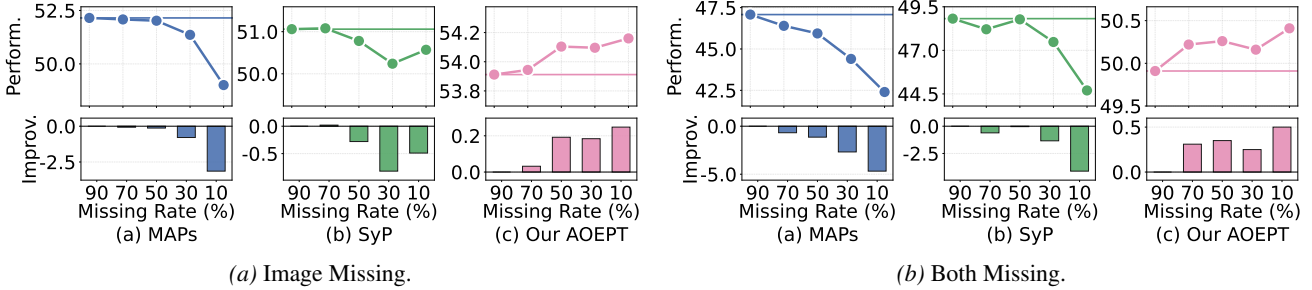 Perform.
52.5
50.0
51.0
50.0
54.2
54.0
53.8
Improv.
0.0
-2.5
0.0
-0.5
0.2
0.0
90 70 50 30 10
90 70 50 30 10
90 70 50 30 10
Missing Rate (%)
Missing Rate (%)
Missing Rate (%)
(a) MAPs
(b) SyP
(c) Our AOEPT
(a) Image Missing.
Perform.
47.5
45.0
42.5
49.5
47.0
44.5
50.5
50.0
49.5
Improv.
0.0
-5.0
0.0
-2.5
0.5
0.0
90 70 50 30 10
90 70 50 30 10
90 70 50 30 10
Missing Rate (%)
Missing Rate (%)
Missing Rate (%)
(a) MAPs
(b) SyP
(c) Our AOEPT
(b) Both Missing.